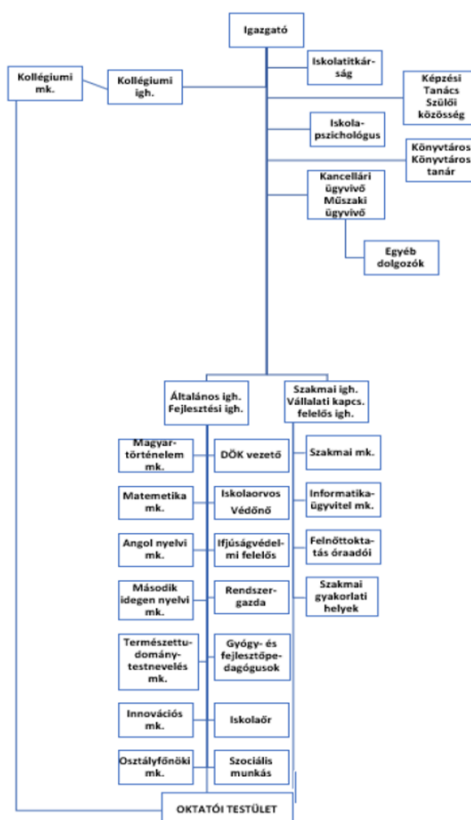 Igazgató
Iskolatitkár-
ság
Kollégiumi
mk.
Kollégiumi
igh.
Képzési
Tanács
Szülői
közösség
Iskola-
pszichológus
Könyvtáros
Könyvtáros
tanár
Kancellári
ügyvivő
Műszaki
ügyvivő
Egyéb
dolgozók
Általános igh.
Fejlesztési igh.
Szakmai igh.
Vállalati kapcs.
felelős igh.
Magyar-
történelem
mk.
DÖK vezető
Szakmai mk.
Matemetika
mk.
Iskolaorvos
Védőnő
Informatika-
ügyvitel mk.
Angol nyelvi
mk.
Ifjúságvédel-
mi felelős
Felnőttokta-
tás óraadói
Második
idegen nyelvi
mk.
Rendszer-
gazda
Szakmai
gyakorlati
helyek
Természettu-
domány-
testnevelés
mk.
Gyógy- és
fejlesztőpe-
dagógusok
Innovációs
mk.
Iskolaőr
Osztályfőnöki
mk.
Szociális
munkás
OKTATÓI TESTÜLET